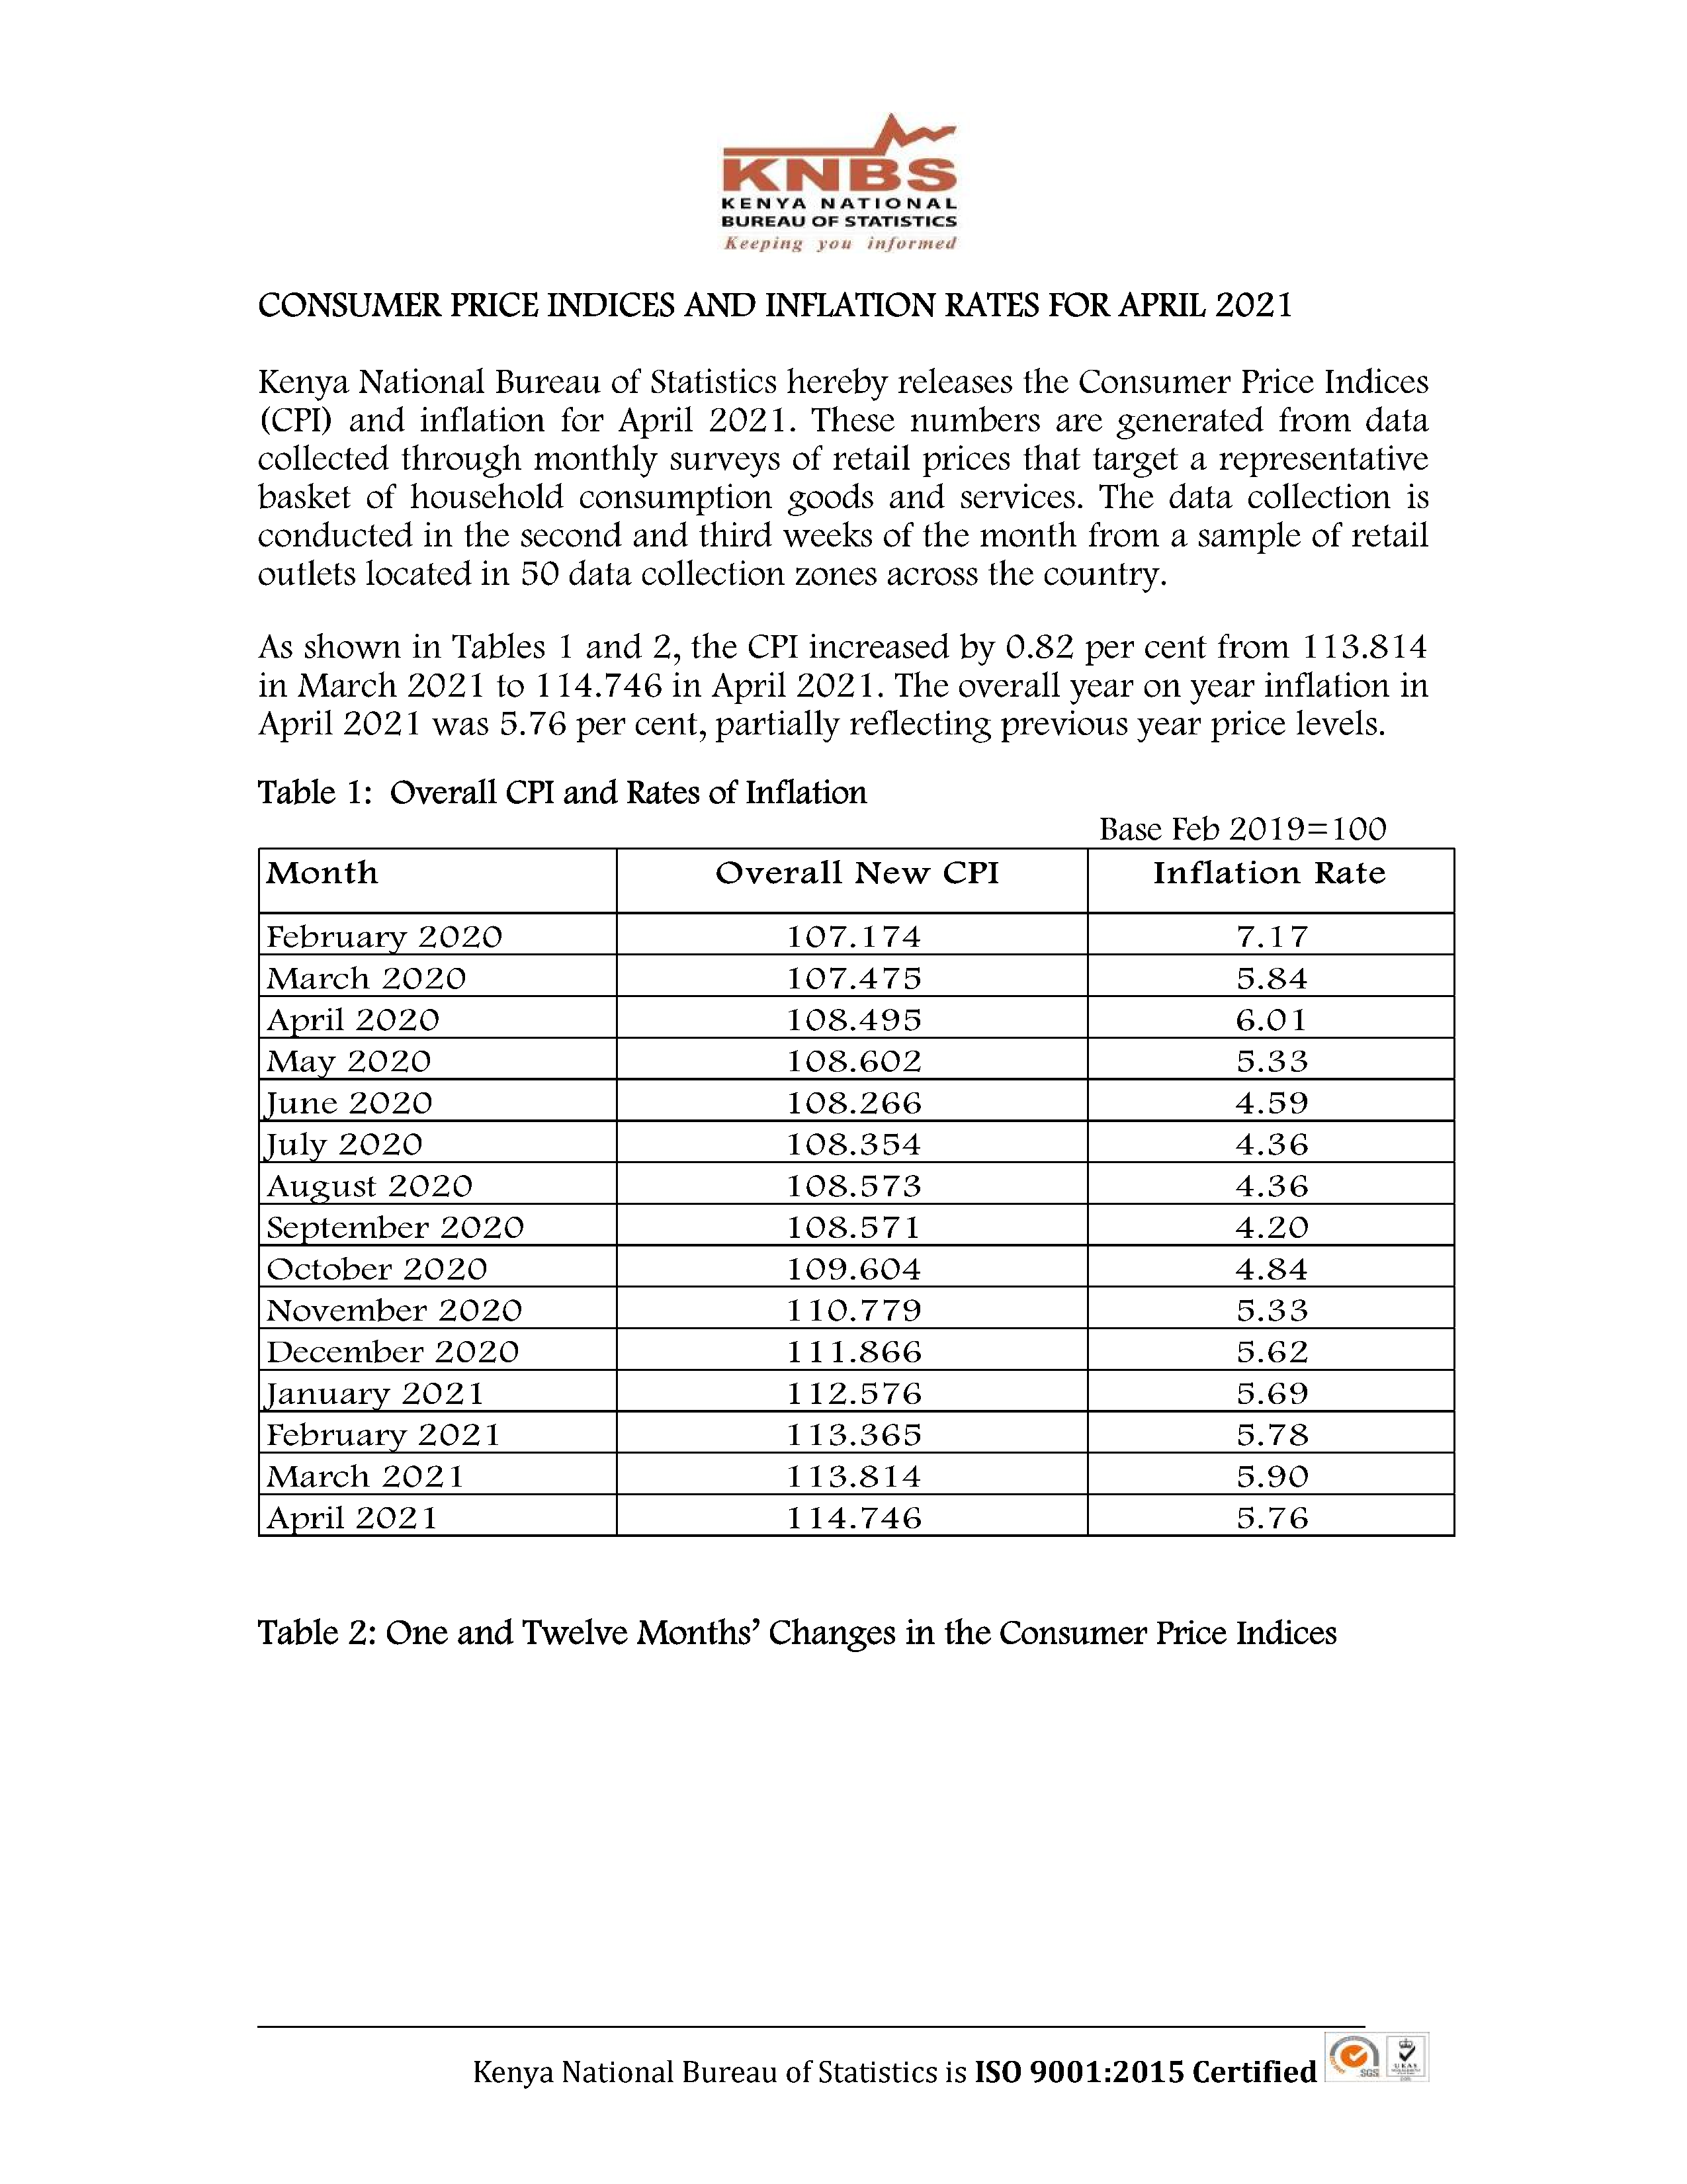 KNBS
KENYA NATIONAL
BUREAU OF STATISTICS
Keeping you informed
CONSUMER PRICE INDICES AND INFLATION RATES FOR APRIL 2021
Kenya National Bureau of Statistics hereby releases the Consumer Price Indices
(CPI) and inflation for April 2021. These numbers are generated from data
collected through monthly surveys of retail prices that target a representative
basket of household consumption goods and services. The data collection is
conducted in the second and third weeks of the month from a sample of retail
outlets located in 50 data collection zones across the country.
As shown in Tables 1 and 2, the CPI increased by 0.82 per cent from 113.814
in March 2021 to 114.746 in April 2021. The overall year on year inflation in
April 2021 was 5.76 per cent, partially reflecting previous year price levels.
Table 1: Overall CPI and Rates of Inflation
Base Feb 2019=100
Month Overall New CPI Inflation Rate
February 2020 107.174 7.17
March 2020 107.475 5.84
April 2020 108.495 6.01
May 2020 108.602 5.33
June 2020 108.266 4.59
July 2020 108.354 4.36
August 2020 108.573 4.36
September 2020 108.571 4.20
October 2020 109.604 4.84
November 2020 110.779 5.33
December 2020 111.866 5.62
January 2021 112.576 5.69
February 2021 113.365 5.78
March 2021 113.814 5.90
April 2021 114.746 5.76
Table 2: One and Twelve Months’ Changes in the Consumer Price Indices
Kenya National Bureau of Statistics is ISO 9001:2015 Certified
SGS
UKAS